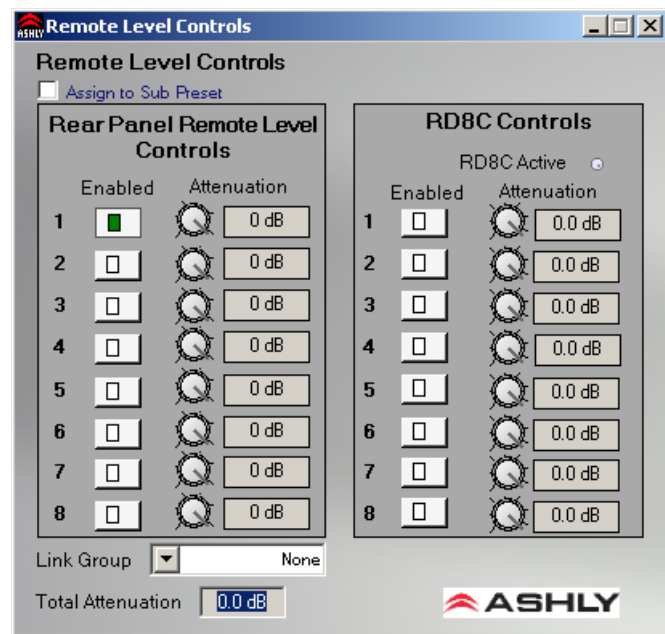 ASHLY Remote Level Controls
Remote Level Controls
Assign to Sub Preset
Rear Panel Remote Level
Controls
Enabled Attenuation
1 0 dB
2 0 dB
3 0 dB
4 0 dB
5 0 dB
6 0 dB
7 0 dB
8 0 dB
RD8C Controls
RD8C Active
Enabled Attenuation
1 0.0 dB
2 0.0 dB
3 0.0 dB
4 0.0 dB
5 0.0 dB
6 0.0 dB
7 0.0 dB
8 0.0 dB
Link Group None
Total Attenuation 0.0 dB
ASHLY